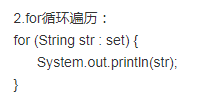 2.for循环遍历：
for (String str : set) {
System.out.println(str);
}